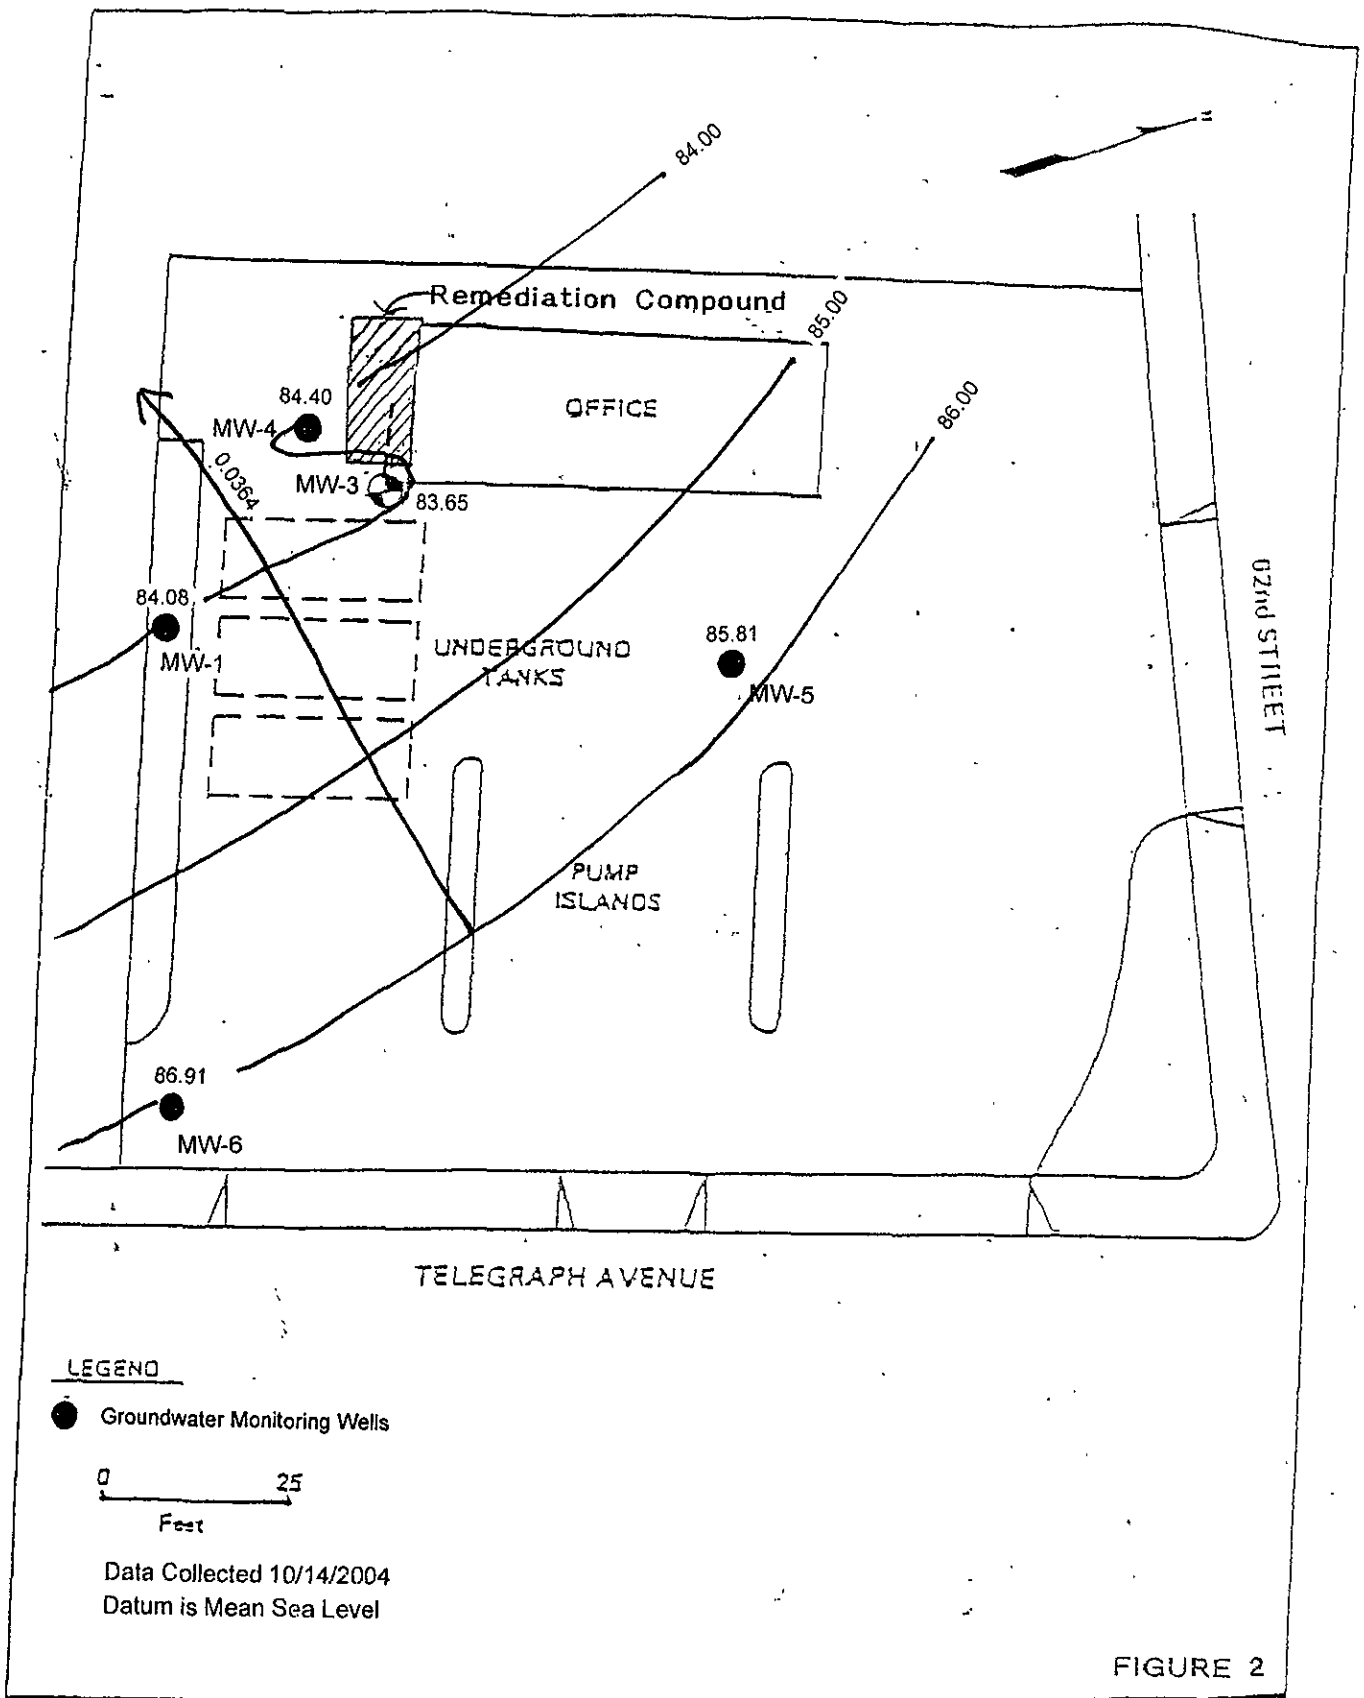 84.00
Remediation Compound
85.00
86.00
84.40
OFFICE
MW-4
0.0364
MW-3
83.65
84.08
MW-1
UNDERGROUND
TANKS
85.81
MW-5
62nd STREET
PUMP
ISLANDS
86.91
MW-6
TELEGRAPH AVENUE
LEGEND
Groundwater Monitoring Wells
0 25
Feet
Data Collected 10/14/2004
Datum is Mean Sea Level
FIGURE 2